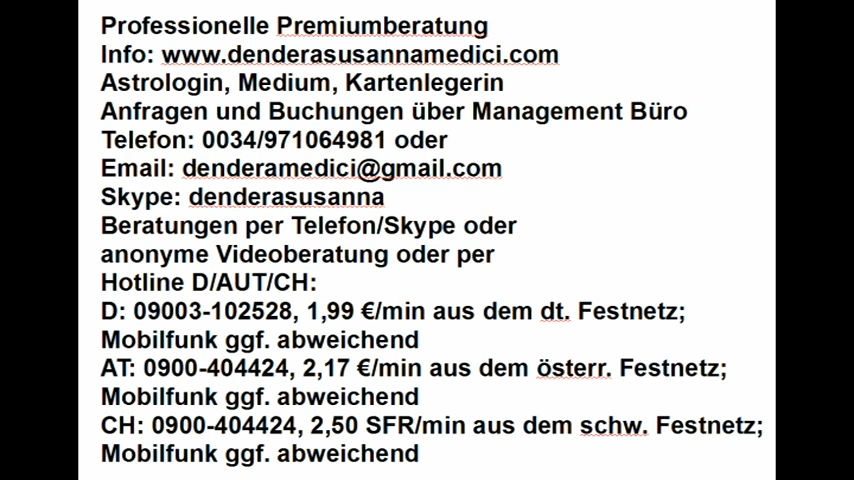 Professionelle Premiumberatung
Info: www.denderasusannamedici.com
Astrologin, Medium, Kartenlegerin
Anfragen und Buchungen über Management Büro
Telefon: 0034/971064981 oder
Email: denderamedici@gmail.com
Skype: denderasusanna
Beratungen per Telefon/Skype oder
anonyme Videoberatung oder per
Hotline D/AUT/CH:
D: 09003-102528, 1,99 €/min aus dem dt. Festnetz;
Mobilfunk ggf. abweichend
AT: 0900-404424, 2,17 €/min aus dem österr. Festnetz;
Mobilfunk ggf. abweichend
CH: 0900-404424, 2,50 SFR/min aus dem schw. Festnetz;
Mobilfunk ggf. abweichend